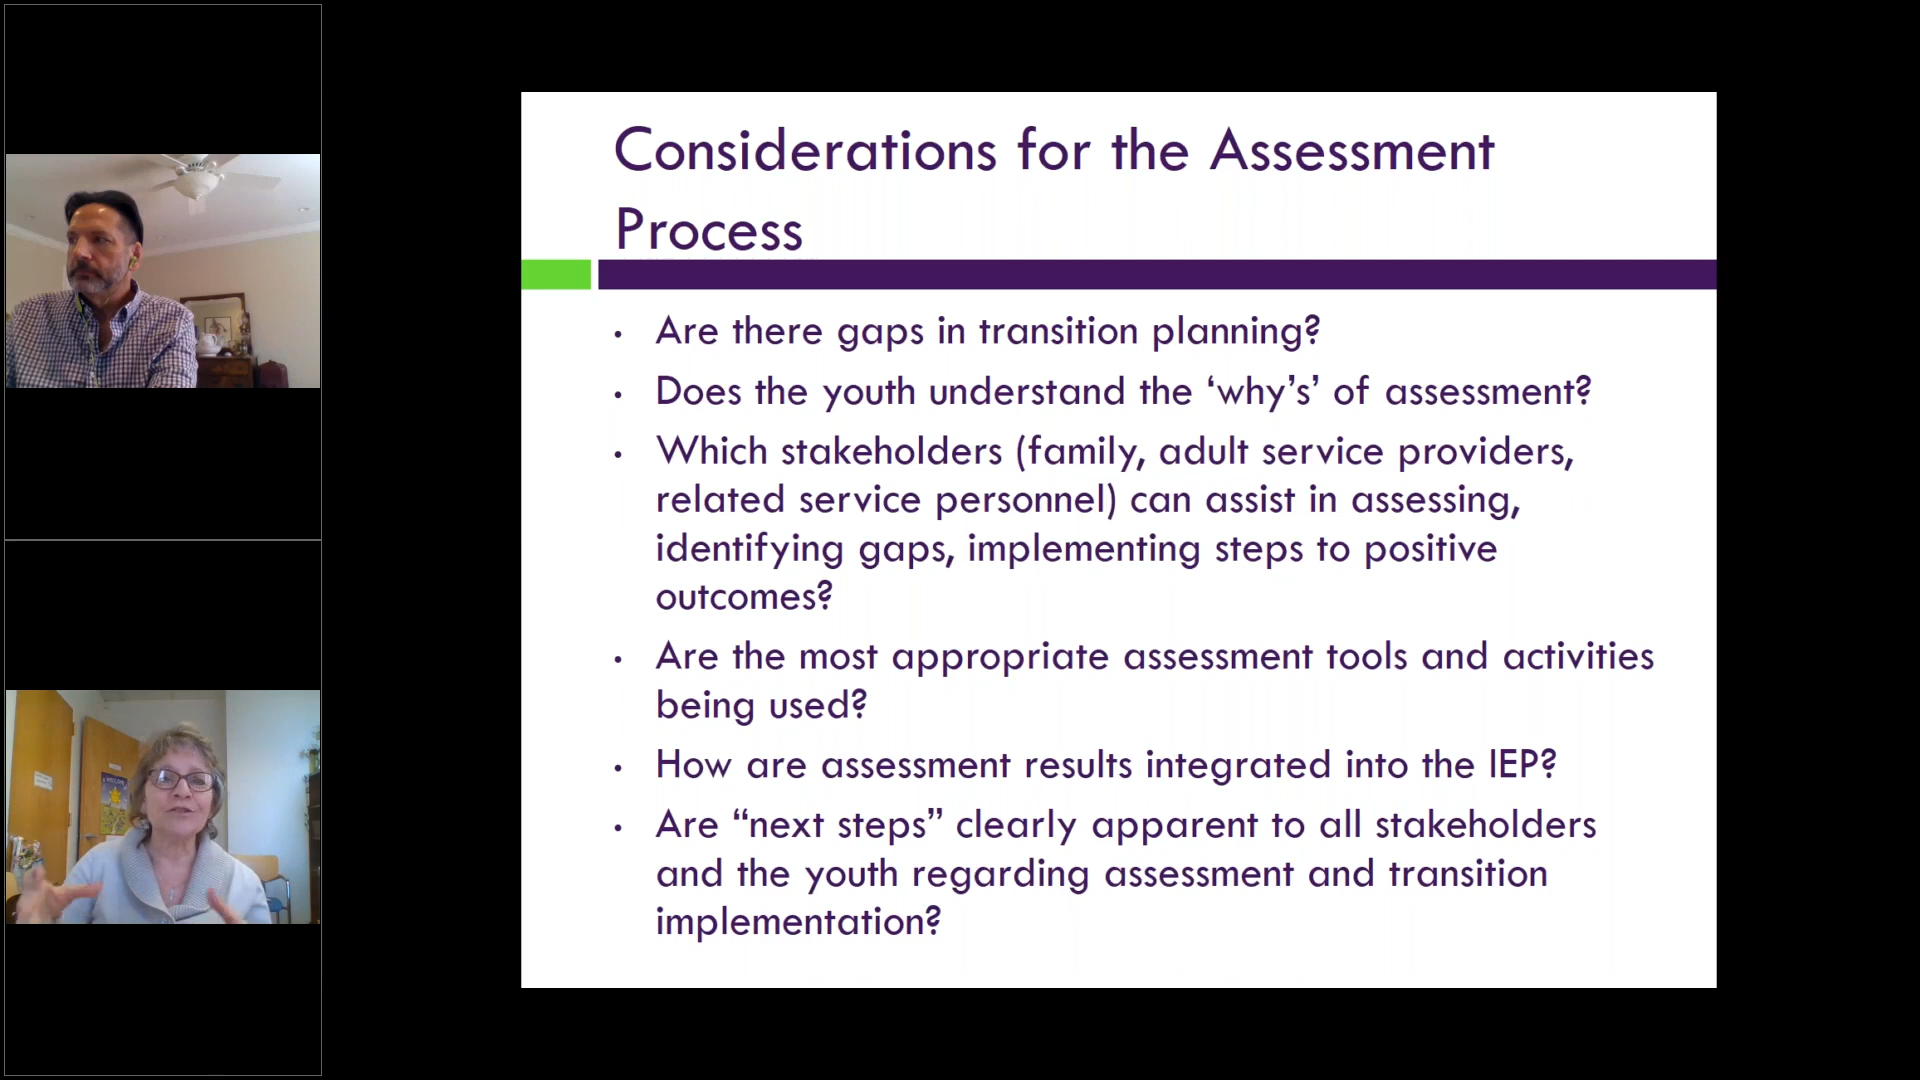 Considerations for the Assessment
Process
• Are there gaps in transition planning?
• Does the youth understand the ‘why’s’ of assessment?
• Which stakeholders (family, adult service providers,
related service personnel) can assist in assessing,
identifying gaps, implementing steps to positive
outcomes?
• Are the most appropriate assessment tools and activities
being used?
• How are assessment results integrated into the IEP?
• Are “next steps” clearly apparent to all stakeholders
and the youth regarding assessment and transition
implementation?